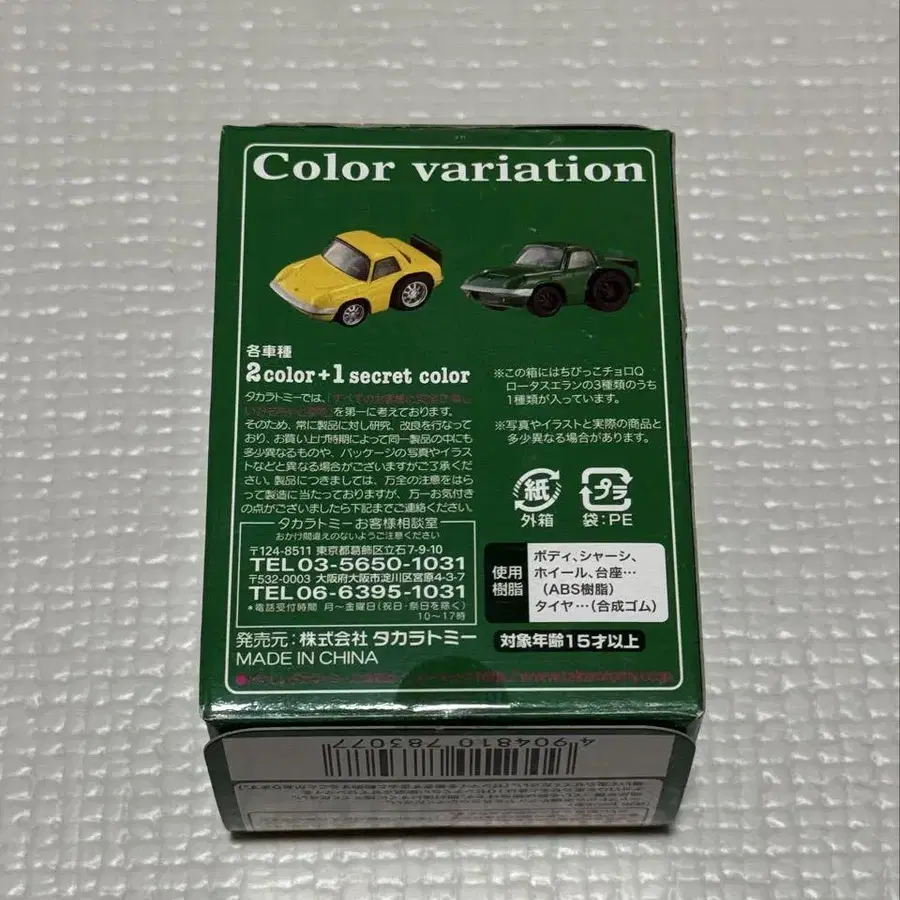 Color variation
各車種
2color+1 secret color
タカラトミーでは、「すべてのお客様に安全で楽し
を第一に考えております。
そのため、常に製品に対し研究、改良を行なって
おり、お買い上げ時期によって同一製品の中にも
多少異なるものや、パッケージの写真やイラス
トなどと異なる場合がございますがご了承くださ
い。製品につきましては、万全の注意をはら
って製造に当たっておりますが、万一お気付き
の点がございましたら下記までご連絡ください。
タカラトミーお客様相談室
おかけ間違えのないようご注意ください
〒124-8511 東京都葛飾区立石7-9-10
TEL03-5650-1031
〒532-0003 大阪府大阪市淀川区宮原4-3-7
TEL06-6395-1031
*電話受付時間 月~金曜日(祝日・祭日を除く)
10~17時
発売元:株式会社 タカラトミー
MADE IN CHINA
※この箱にはちびっこチョロQ
ロータスエランの3種類のうち
1種類が入っています。
※写真やイラストと実際の商品と
多少異なる場合があります。
紙
外箱
プラ
袋:PE
使用
樹脂
ボディ、シャーシ、
ホイール、台座…
(ABS樹脂)
タイヤ…(合成ゴム)
対象年齢15才以上
4904810 783077